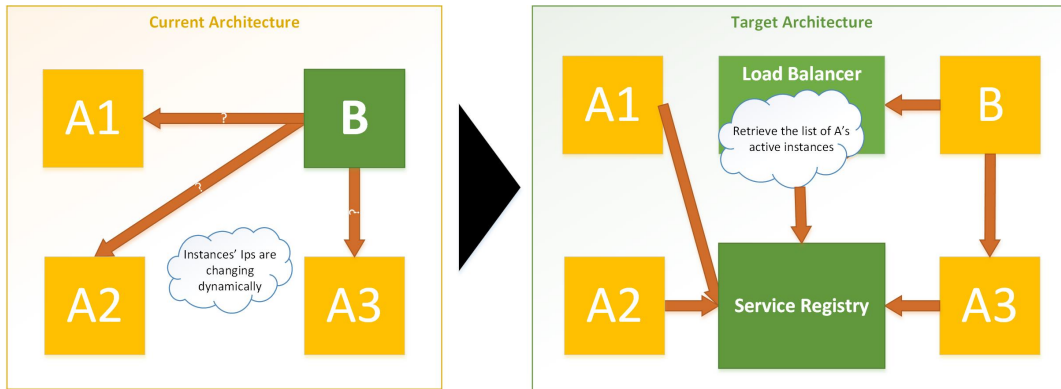 Current Architecture
A1
?
B
?
?
Instances' Ips are
changing
dynamically
A2
A3
Target Architecture
A1
Load Balancer
B
Retrieve the list of A's
active instances
A2
Service Registry
A3